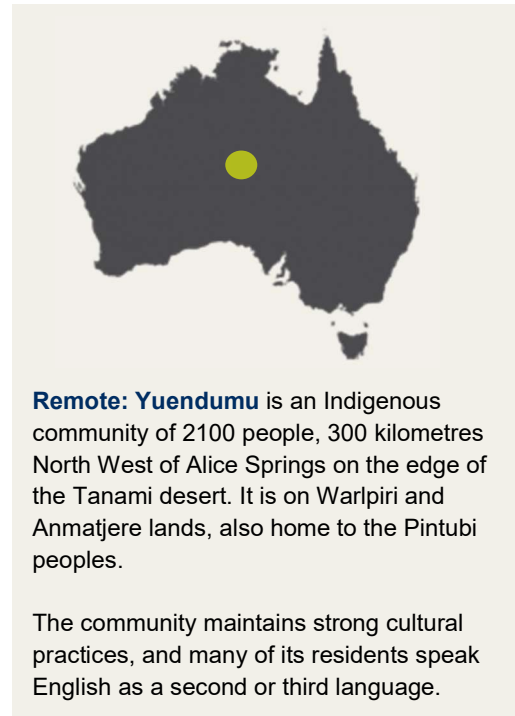 Remote: Yuendumu is an Indigenous
community of 2100 people, 300 kilometres
North West of Alice Springs on the edge of
the Tanami desert. It is on Warlpiri and
Anmatjere lands, also home to the Pintubi
peoples.
The community maintains strong cultural
practices, and many of its residents speak
English as a second or third language.